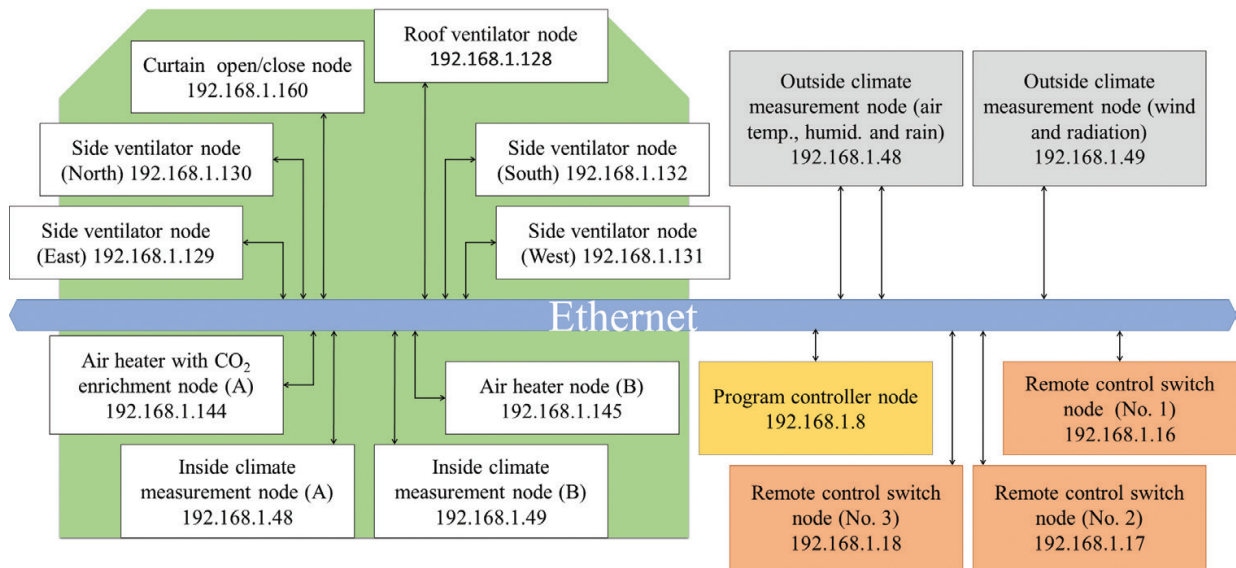 Roof ventilator node
192.168.1.128
Curtain open/close node
192.168.1.160
Side ventilator node
(North) 192.168.1.130
Side ventilator node
(South) 192.168.1.132
Side ventilator node
(East) 192.168.1.129
Side ventilator node
(West) 192.168.1.131
Outside climate
measurement node (air
temp., humid. and rain)
192.168.1.48
Outside climate
measurement node (wind
and radiation)
192.168.1.49
Ethernet
Air heater with CO₂
enrichment node (A)
192.168.1.144
Air heater node (B)
192.168.1.145
Inside climate
measurement node (A)
192.168.1.48
Inside climate
measurement node (B)
192.168.1.49
Program controller node
192.168.1.8
Remote control switch
node (No. 1)
192.168.1.16
Remote control switch
node (No. 3)
192.168.1.18
Remote control switch
node (No. 2)
192.168.1.17